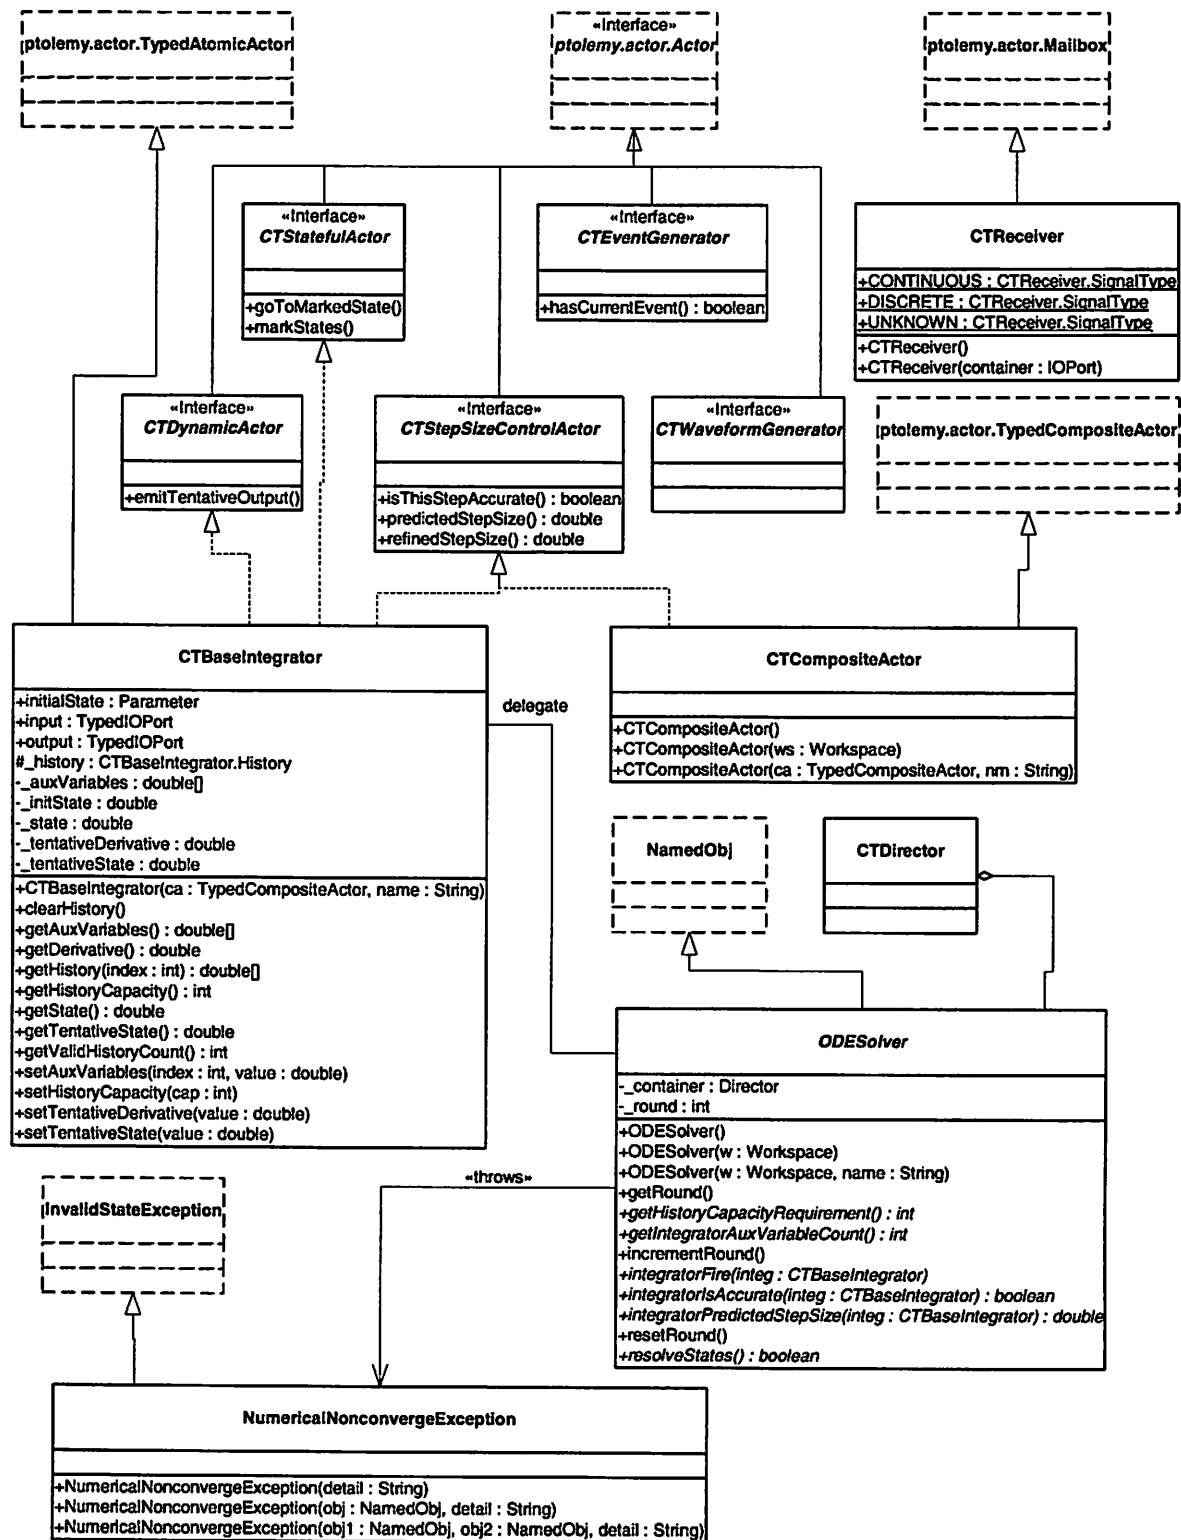 ptolemy.actor.TypedAtomicActor
«Interface»
ptolemy.actor.Actor
ptolemy.actor.Mailbox
«Interface»
CTStatefulActor
+goToMarkedState()
+markStates()
«Interface»
CTEventGenerator
+hasCurrentEvent() : boolean
CTReceiver
+CONTINUOUS : CTReceiver.SignalType
+DISCRETE : CTReceiver.SignalType
+UNKNOWN : CTReceiver.SignalType
+CTReceiver()
+CTReceiver(container : IOPort)
«Interface»
CTDynamicActor
+emitTentativeOutput()
«Interface»
CTStepSizeControlActor
+isThisStepAccurate() : boolean
+predictedStepSize() : double
+refinedStepSize() : double
«Interface»
CTWaveformGenerator
ptolemy.actor.TypedCompositeActor
CTBaseIntegrator
+initialState : Parameter
+input : TypedIOPort
+output : TypedIOPort
#_history : CTBaseIntegrator.History
-_auxVariables : double[]
-_initState : double
-_state : double
-_tentativeDerivative : double
-_tentativeState : double
+CTBaseIntegrator(ca : TypedCompositeActor, name : String)
+clearHistory()
+getAuxVariables() : double[]
+getDerivative() : double
+getHistory(index : int) : double[]
+getHistoryCapacity() : int
+getState() : double
+getTentativeState() : double
+getValidHistoryCount() : int
+setAuxVariables(index : int, value : double)
+setHistoryCapacity(cap : int)
+setTentativeDerivative(value : double)
+setTentativeState(value : double)
delegate
CTCompositeActor
+CTCompositeActor()
+CTCompositeActor(ws : Workspace)
+CTCompositeActor(ca : TypedCompositeActor, nm : String)
NamedObj
CTDirector
ODESolver
-_container : Director
-_round : int
+ODESolver()
+ODESolver(w : Workspace)
+ODESolver(w : Workspace, name : String)
+getRound()
+getHistoryCapacityRequirement() : int
+getIntegratorAuxVariableCount() : int
+incrementRound()
+integratorFire(integ : CTBaseIntegrator)
+integratorIsAccurate(integ : CTBaseIntegrator) : boolean
+integratorPredictedStepSize(integ : CTBaseIntegrator) : double
+resetRound()
+resolveStates() : boolean
«throws»
InvalidStateException
NumericalNonconvergeException
+NumericalNonconvergeException(detail : String)
+NumericalNonconvergeException(obj : NamedObj, detail : String)
+NumericalNonconvergeException(obj1 : NamedObj, obj2 : NamedObj, detail : String)